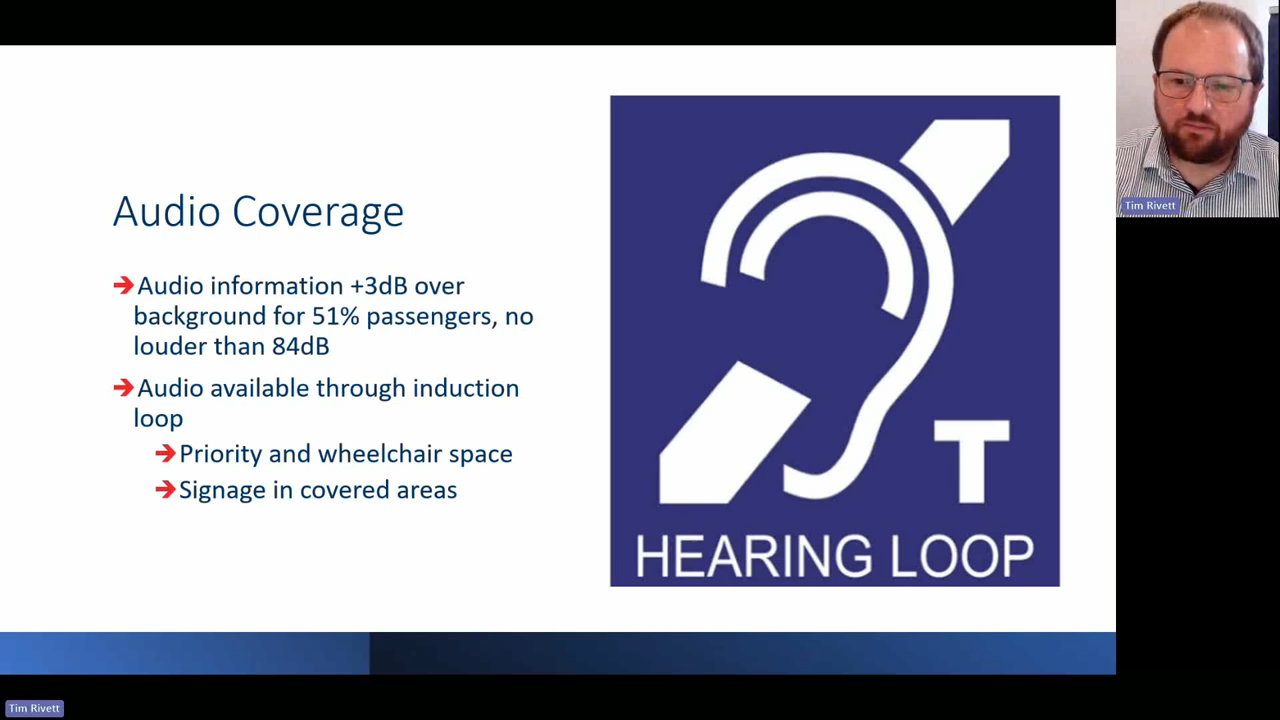 Audio Coverage
➔Audio information +3dB over
background for 51% passengers, no
louder than 84dB
➔Audio available through induction
loop
➔Priority and wheelchair space
➔Signage in covered areas
T
HEARING LOOP
Tim Rivett
Tim Rivett